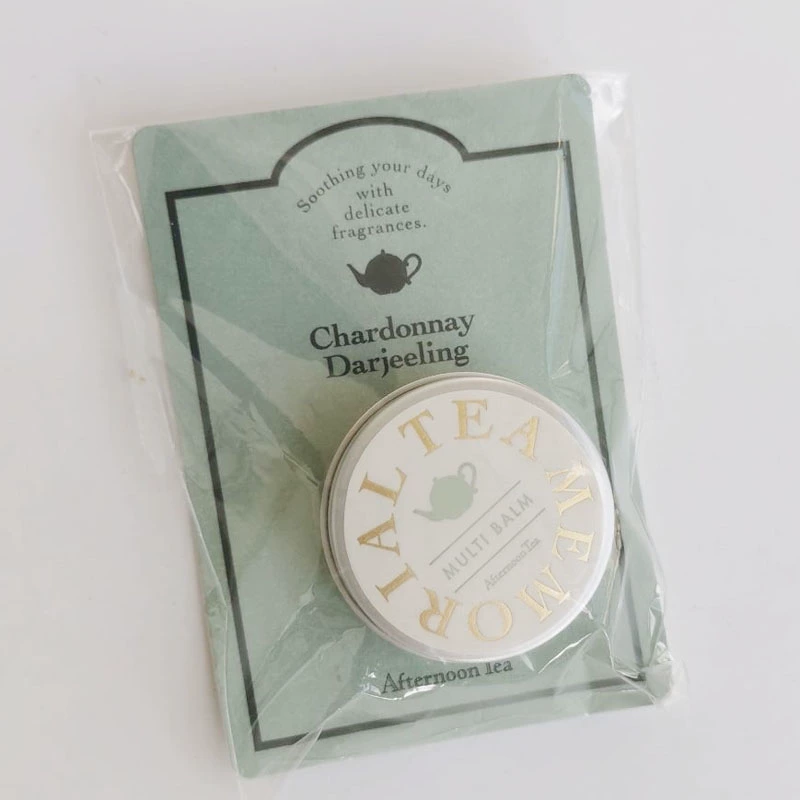 Soothing your days
with
delicate
fragrances.
Chardonnay
Darjeeling
TEA MEMORIAL
MULTI BALM
Afternoon Tea
Afternoon Tea